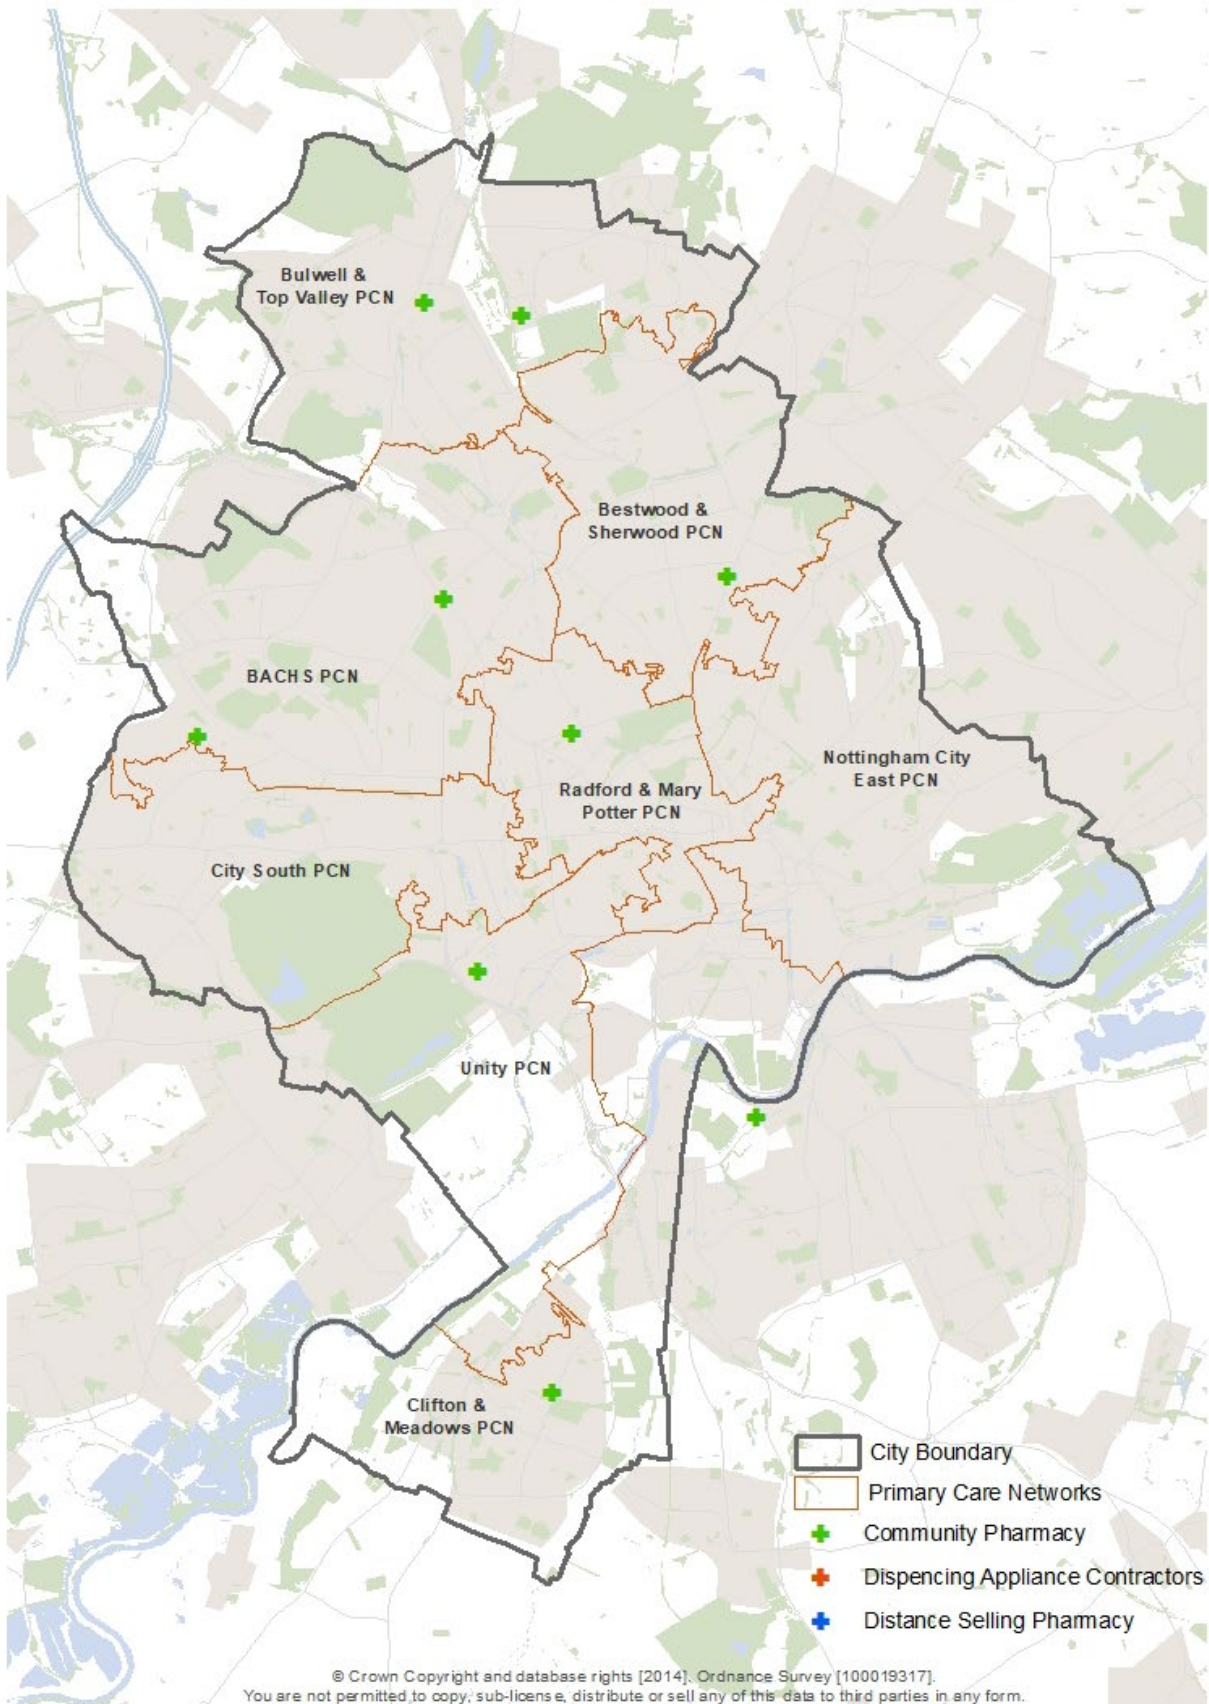 Bulwell &
Top Valley PCN
Bestwood &
Sherwood PCN
BACHS PCN
Nottingham City
East PCN
Radford & Mary
Potter PCN
City South PCN
Unity PCN
Clifton &
Meadows PCN
City Boundary
Primary Care Networks
Community Pharmacy
Dispencing Appliance Contractors
Distance Selling Pharmacy
© Crown Copyright and database rights [2014]. Ordnance Survey [100019317].
You are not permitted to copy, sub-license, distribute or sell any of this data to third parties in any form.